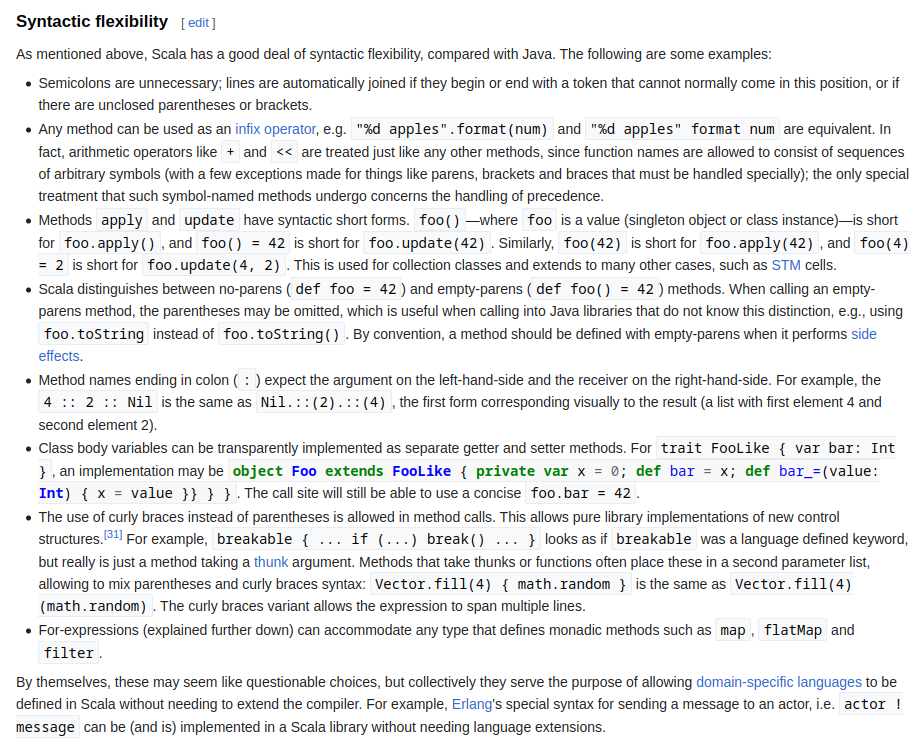 Syntactic flexibility [ edit ]
As mentioned above, Scala has a good deal of syntactic flexibility, compared with Java. The following are some examples:
• Semicolons are unnecessary; lines are automatically joined if they begin or end with a token that cannot normally come in this position, or if
there are unclosed parentheses or brackets.
• Any method can be used as an infix operator, e.g. "%d apples".format(num) and "%d apples" format num are equivalent. In
fact, arithmetic operators like + and << are treated just like any other methods, since function names are allowed to consist of sequences
of arbitrary symbols (with a few exceptions made for things like parens, brackets and braces that must be handled specially); the only special
treatment that such symbol-named methods undergo concerns the handling of precedence.
• Methods apply and update have syntactic short forms. foo()—where foo is a value (singleton object or class instance)—is short
for foo.apply(), and foo() = 42 is short for foo.update(42). Similarly, foo(42) is short for foo.apply(42), and foo(4)
= 2 is short for foo.update(4, 2). This is used for collection classes and extends to many other cases, such as STM cells.
• Scala distinguishes between no-parens (def foo = 42) and empty-parens (def foo() = 42) methods. When calling an empty-
parens method, the parentheses may be omitted, which is useful when calling into Java libraries that do not know this distinction, e.g., using
foo.toString instead of foo.toString(). By convention, a method should be defined with empty-parens when it performs side
effects.
• Method names ending in colon (:) expect the argument on the left-hand-side and the receiver on the right-hand-side. For example, the
4 :: 2 :: Nil is the same as Nil.::(2).::(4), the first form corresponding visually to the result (a list with first element 4 and
second element 2).
• Class body variables can be transparently implemented as separate getter and setter methods. For trait FooLike { var bar: Int
}, an implementation may be object Foo extends FooLike { private var x = 0; def bar = x; def bar_=(value:
Int) { x = value }} } }. The call site will still be able to use a concise foo.bar = 42.
• The use of curly braces instead of parentheses is allowed in method calls. This allows pure library implementations of new control
structures.[31] For example, breakable { ... if (...) break() ... } looks as if breakable was a language defined keyword,
but really is just a method taking a thunk argument. Methods that take thunks or functions often place these in a second parameter list,
allowing to mix parentheses and curly braces syntax: Vector.fill(4) { math.random } is the same as Vector.fill(4)
(math.random). The curly braces variant allows the expression to span multiple lines.
• For-expressions (explained further down) can accommodate any type that defines monadic methods such as map, flatMap and
filter.
By themselves, these may seem like questionable choices, but collectively they serve the purpose of allowing domain-specific languages to be
defined in Scala without needing to extend the compiler. For example, Erlang's special syntax for sending a message to an actor, i.e. actor !
message can be (and is) implemented in a Scala library without needing language extensions.